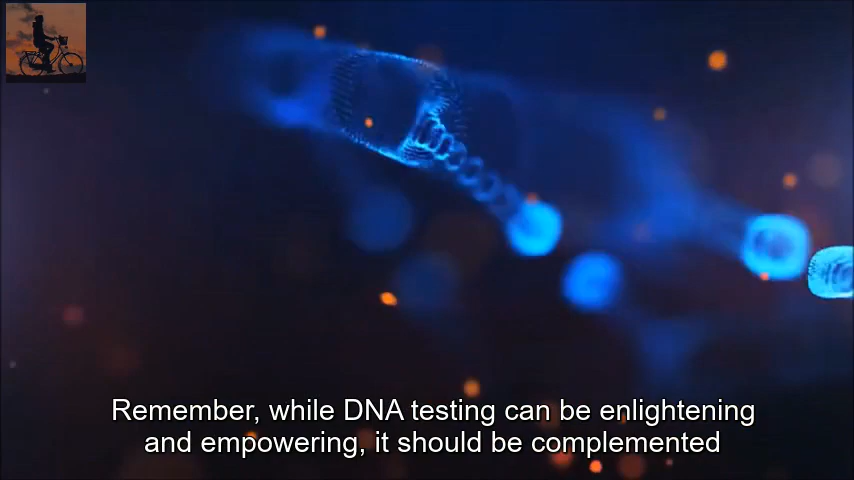 Remember, while DNA testing can be enlightening
and empowering, it should be complemented